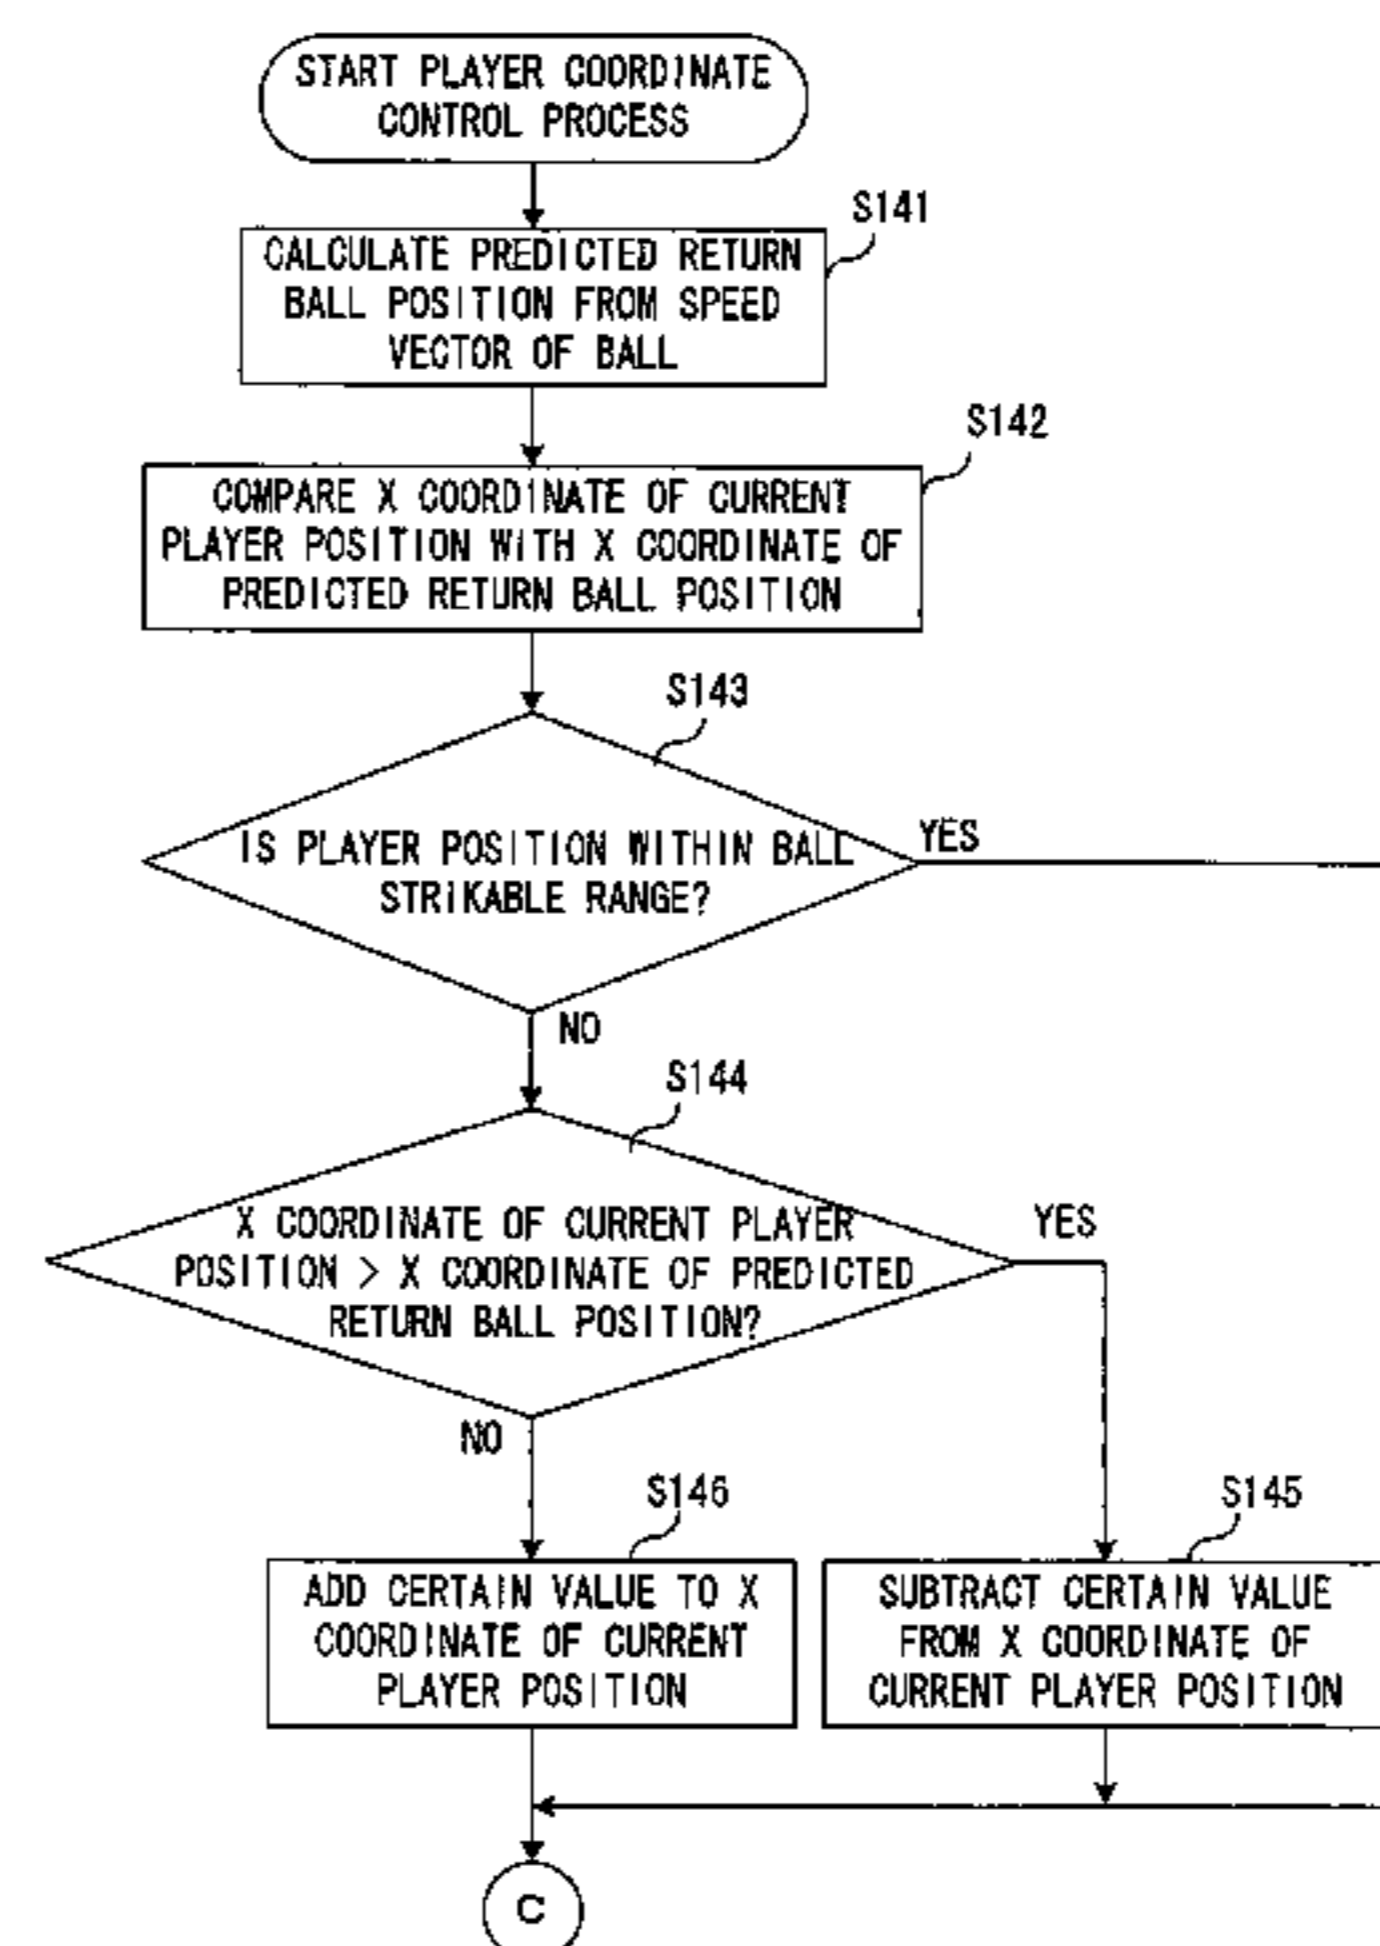 START PLAYER COORDINATE
CONTROL PROCESS
S141
CALCULATE PREDICTED RETURN
BALL POSITION FROM SPEED
VECTOR OF BALL
S142
COMPARE X COORDINATE OF CURRENT
PLAYER POSITION WITH X COORDINATE OF
PREDICTED RETURN BALL POSITION
S143
IS PLAYER POSITION WITHIN BALL
STRIKABLE RANGE?
YES
NO
S144
X COORDINATE OF CURRENT PLAYER
POSITION > X COORDINATE OF PREDICTED
RETURN BALL POSITION?
YES
NO
S146
ADD CERTAIN VALUE TO X
COORDINATE OF CURRENT
PLAYER POSITION
S145
SUBTRACT CERTAIN VALUE
FROM X COORDINATE OF
CURRENT PLAYER POSITION
C